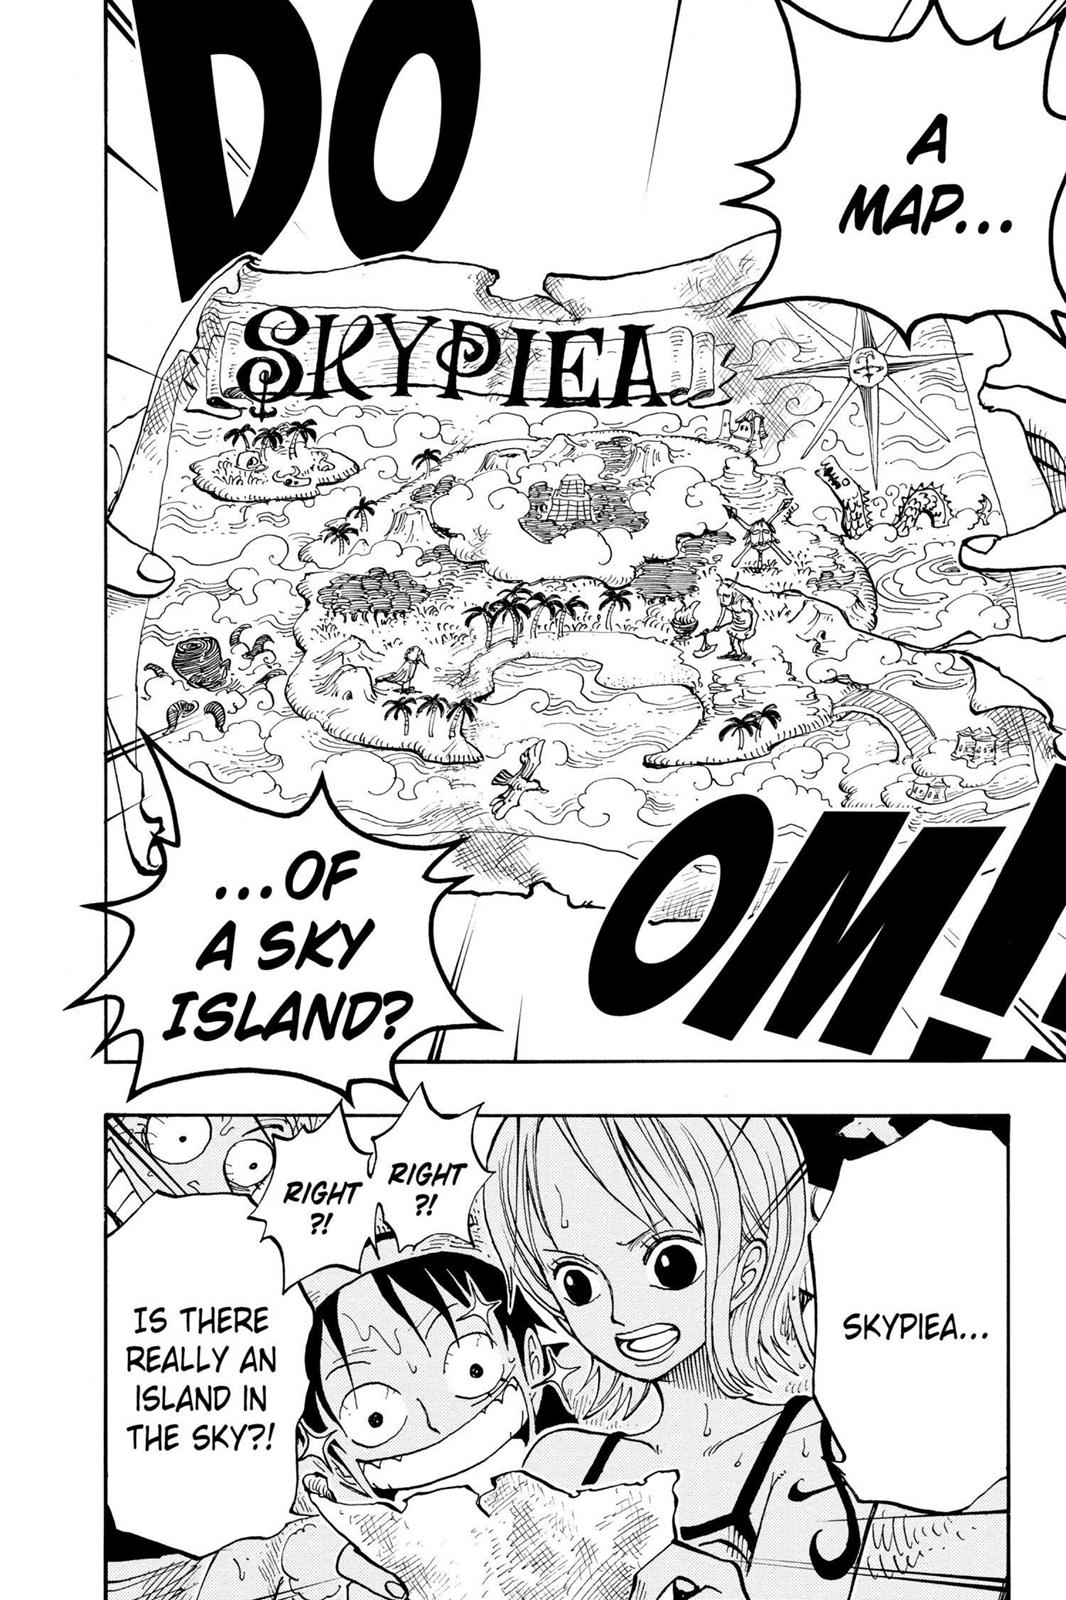 A
MAP...
DO
SKYPIEA
...OF
A SKY
ISLAND?
OM!!
SKYPIEA...
RIGHT
?!
RIGHT
?!
IS THERE
REALLY AN
ISLAND IN
THE SKY?!